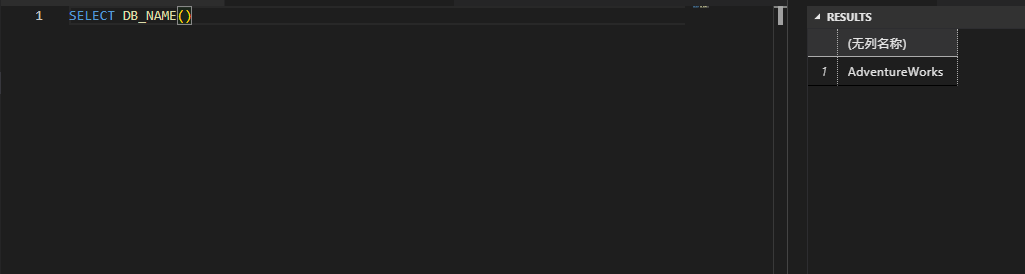 1 SELECT DB_NAME()
RESULTS
(无列名称)
1 AdventureWorks